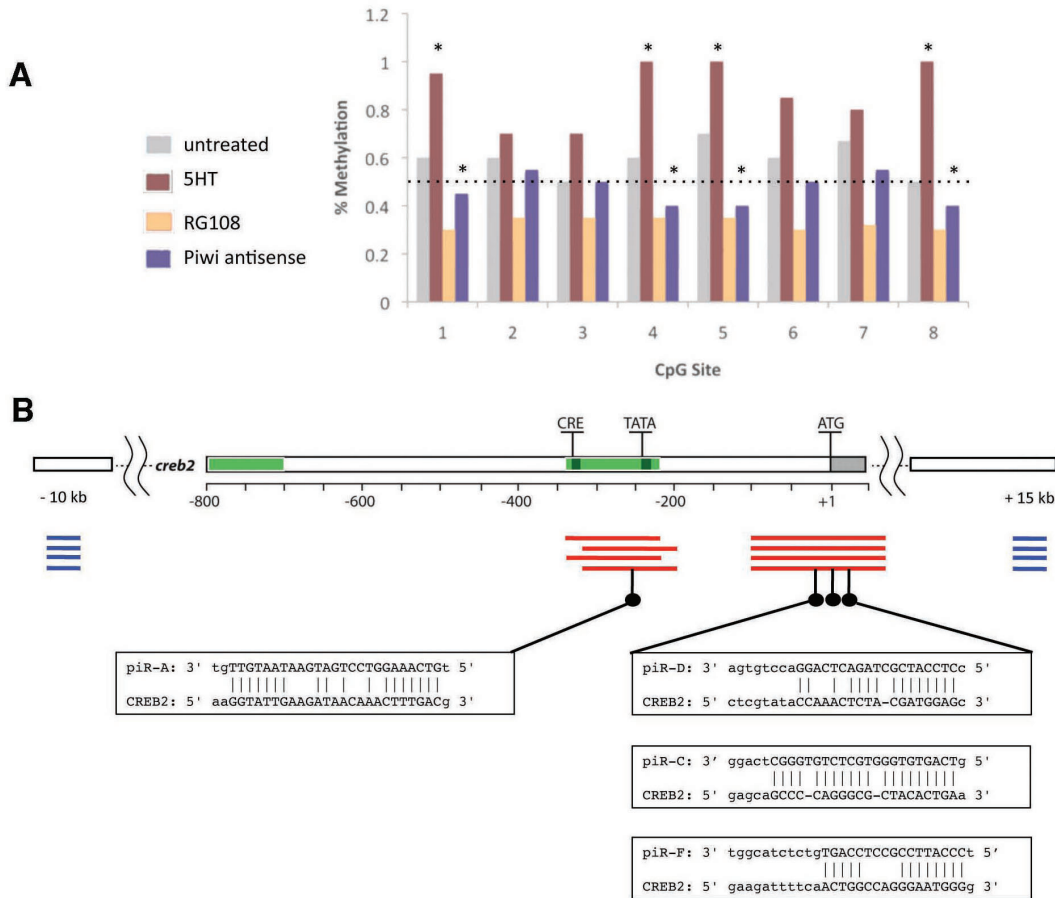 A
1.2
1
0.8
0.6
0.4
0.2
0
% Methylation
untreated
5HT
RG108
Piwi antisense
* * * *
* * * *
1 2 3 4 5 6 7 8
CpG Site
B
CRE TATA ATG
creb2
- 10 kb -800 -600 -400 -200 +1 + 15 kb
piR-A: 3' tgTTGTAATAAGTAGTCCTGGAAACTGt 5'
CREB2: 5' aaGGTATTGAAGATAACAAACTTTGACg 3'
piR-D: 3' agtgtccaGGACTCAGATCGCTACCTCc 5'
CREB2: 5' ctcgtataCCAAACTCTA-CGATGGAGc 3'
piR-C: 3’ ggactCGGGTGTCTCGTGGGTGTGACTg 5'
CREB2: 5' gagcaGCCC-CAGGGCG-CTACACTGAa 3'
piR-F: 3' tggcatctctgTGACCTCCGCCTTACCCt 5’
CREB2: 5' gaagattttcaACTGGCCAGGGAATGGGg 3'